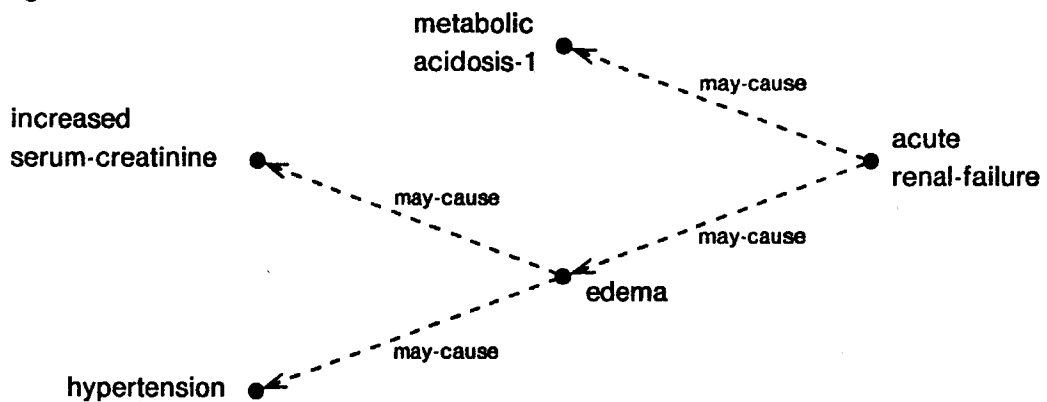 metabolic
acidosis-1
may-cause
increased
serum-creatinine
acute
renal-failure
may-cause
may-cause
edema
may-cause
hypertension